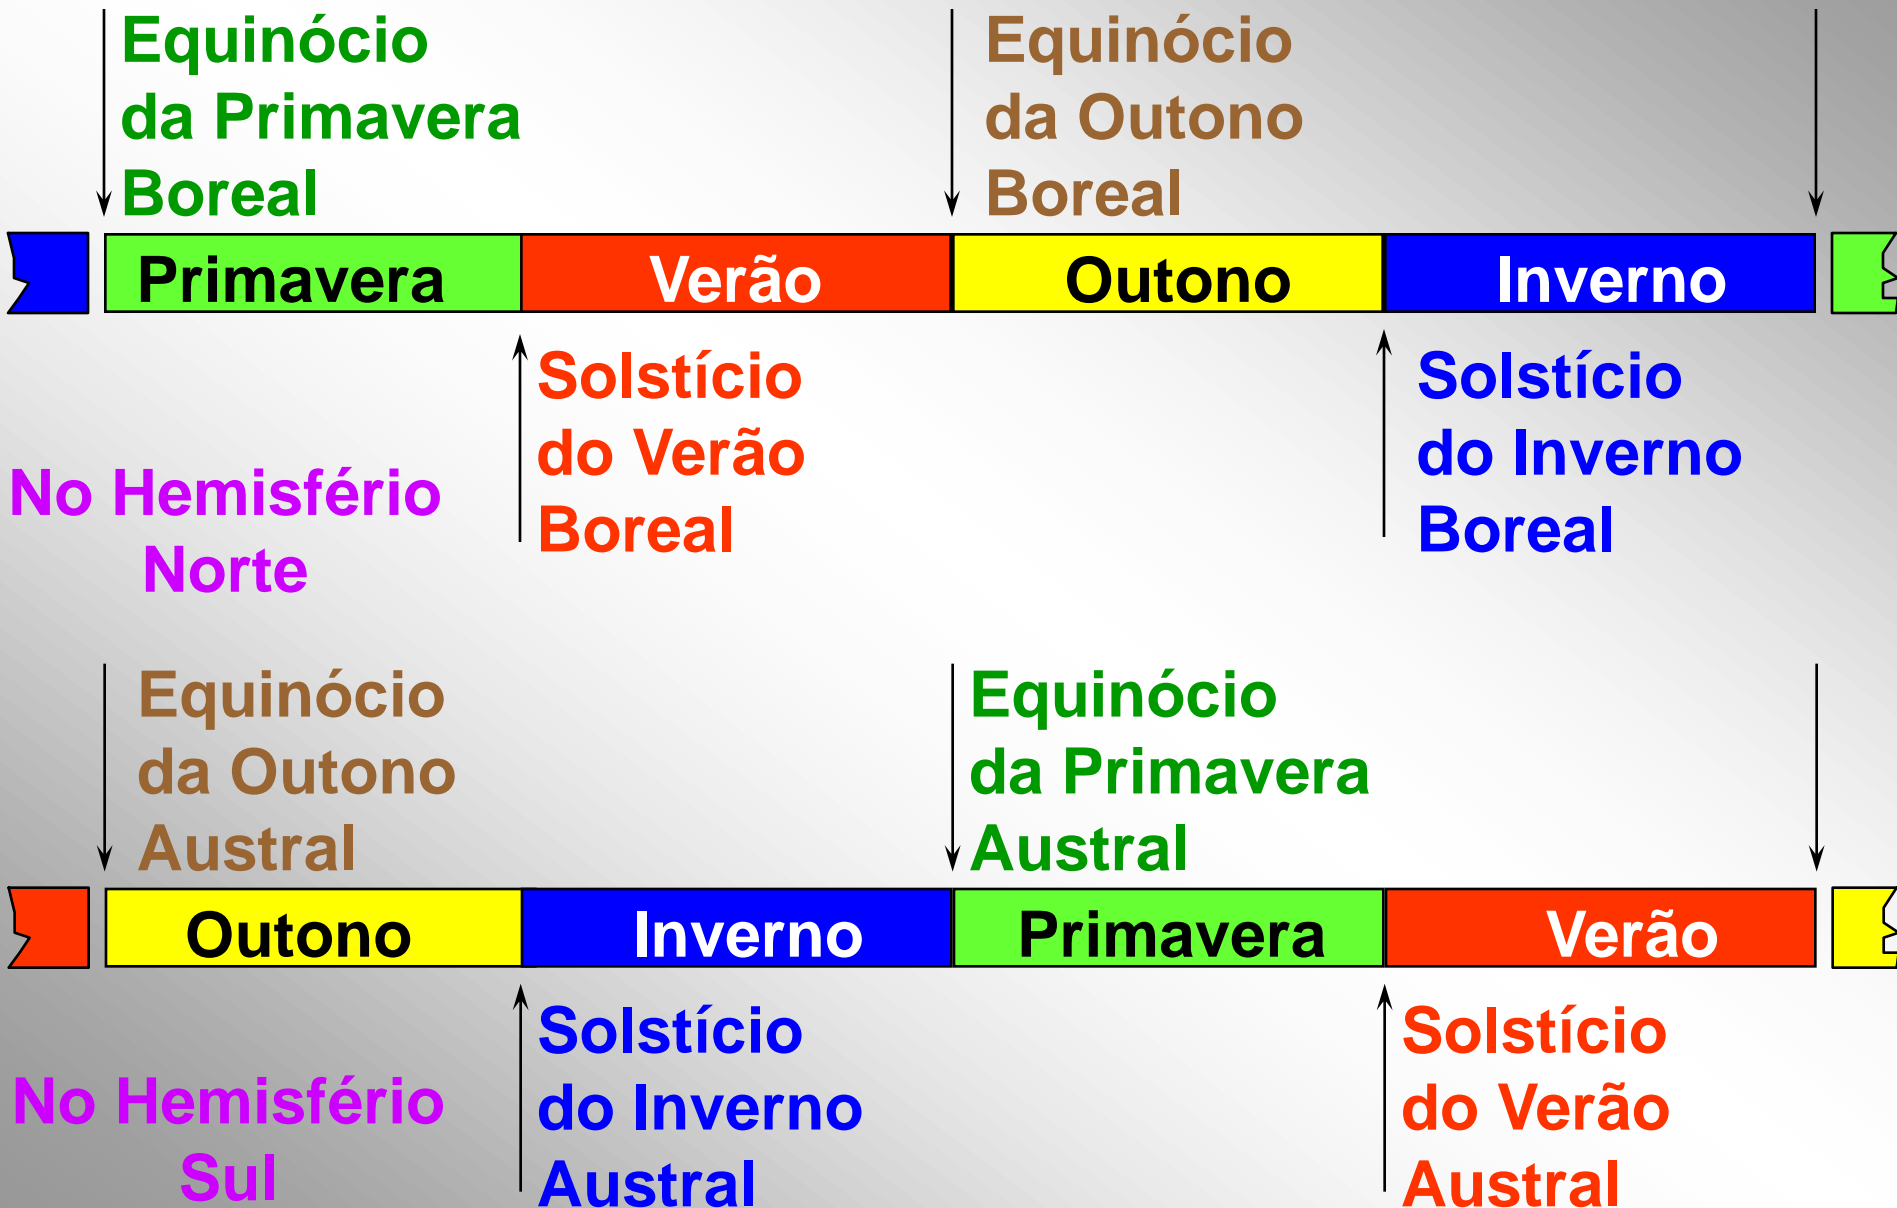 Equinócio
da Primavera
Boreal
Equinócio
da Outono
Boreal
Primavera
Verão
Outono
Inverno
Solstício
do Verão
Boreal
Solstício
do Inverno
Boreal
No Hemisfério
Norte
Equinócio
da Outono
Austral
Equinócio
da Primavera
Austral
Outono
Inverno
Primavera
Verão
Solstício
do Inverno
Austral
Solstício
do Verão
Austral
No Hemisfério
Sul